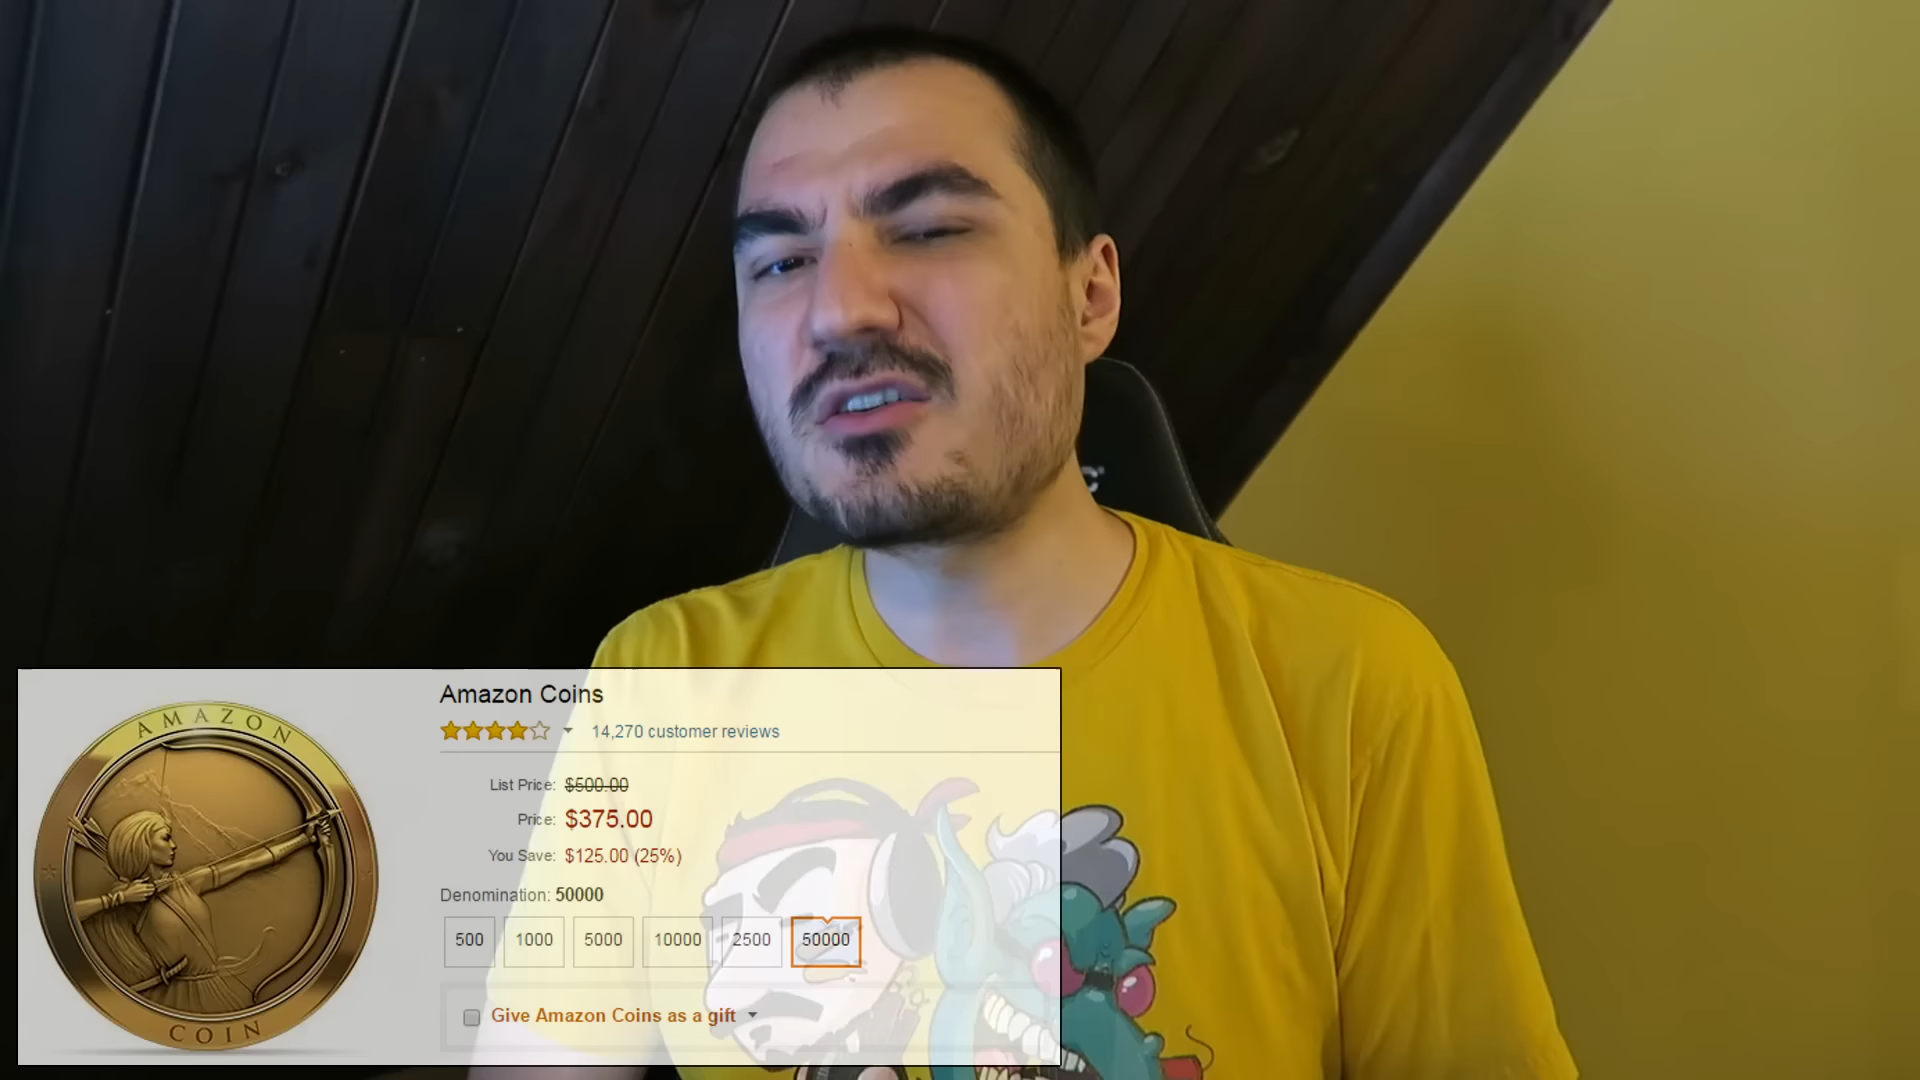 AMAZON
COIN
Amazon Coins
14,270 customer reviews
List Price: $500.00
Price: $375.00
You Save: $125.00 (25%)
Denomination: 50000
500 1000 5000 10000 2500 50000
Give Amazon Coins as a gift